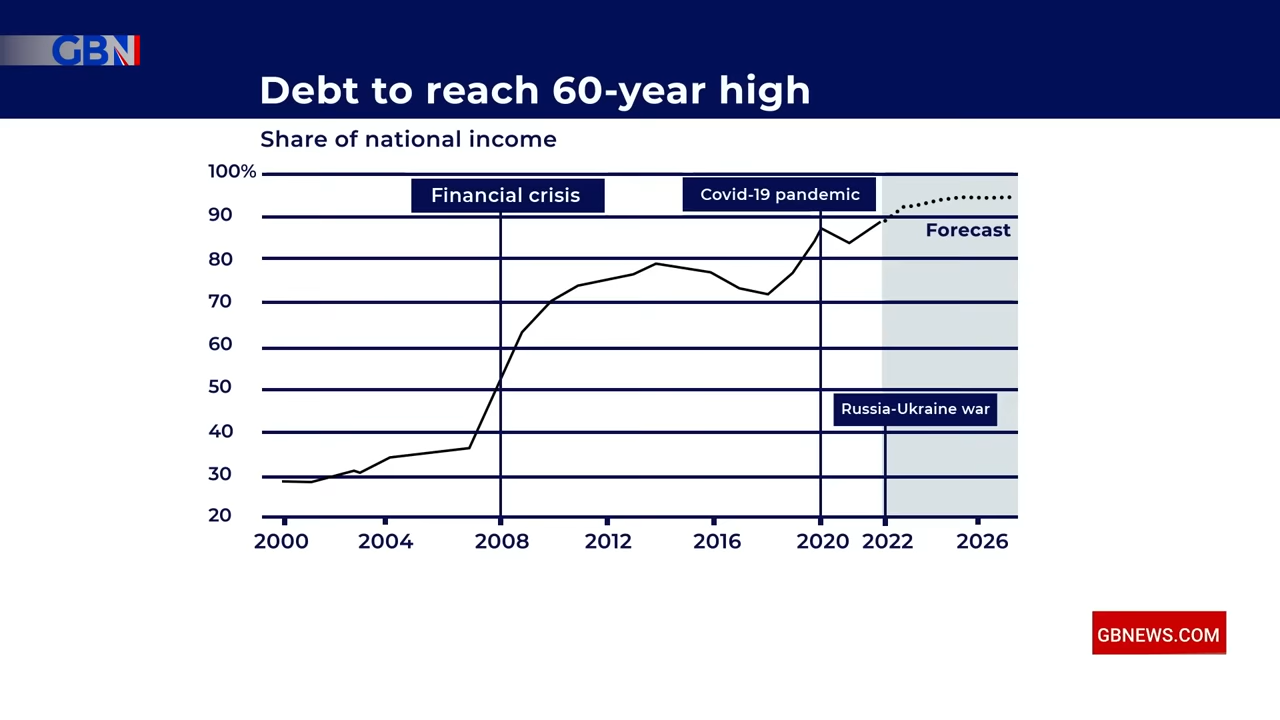 GBN
Debt to reach 60-year high
Share of national income
100%
Financial crisis
Covid-19 pandemic
90
Forecast
80
70
60
50
Russia-Ukraine war
40
30
20
2000 2004 2008 2012 2016 2020 2022 2026
GBNEWS.COM